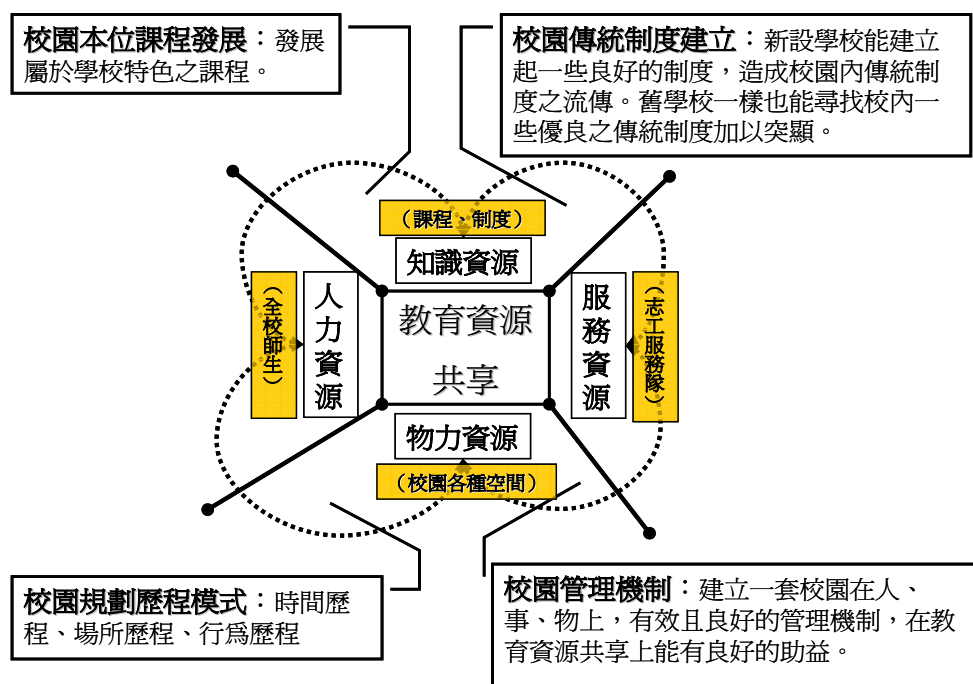 校園本位課程發展：發展
屬於學校特色之課程。
校園傳統制度建立：新設學校能建立
起一些良好的制度，造成校園內傳統制
度之流傳。舊學校一樣也能尋找校內一
些優良之傳統制度加以突顯。
（課程、制度）
知識資源
（全校師生）
人力資源
教育資源
共享
服務資源
（志工服務隊）
物力資源
（校園各種空間）
校園規劃歷程模式：時間歷
程、場所歷程、行爲歷程
校園管理機制：建立一套校園在人、
事、物上，有效且良好的管理機制，在教
育資源共享上能有良好的助益。